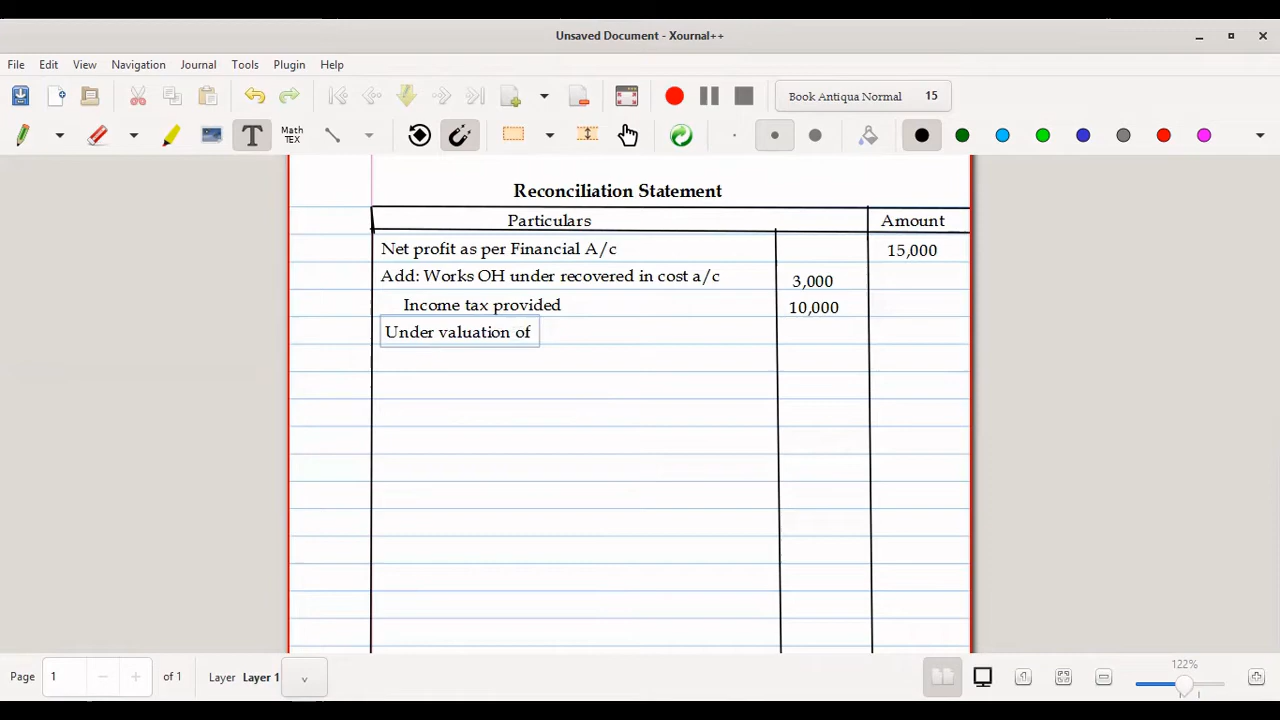 Unsaved Document - Xournal++
File Edit View Navigation Journal Tools Plugin Help
Book Antiqua Normal 15
T Math TEX
Reconciliation Statement
Particulars Amount
Net profit as per Financial A/c 15,000
Add: Works OH under recovered in cost a/c 3,000
Income tax provided 10,000
Under valuation of
122%
Page 1 of 1 Layer Layer 1